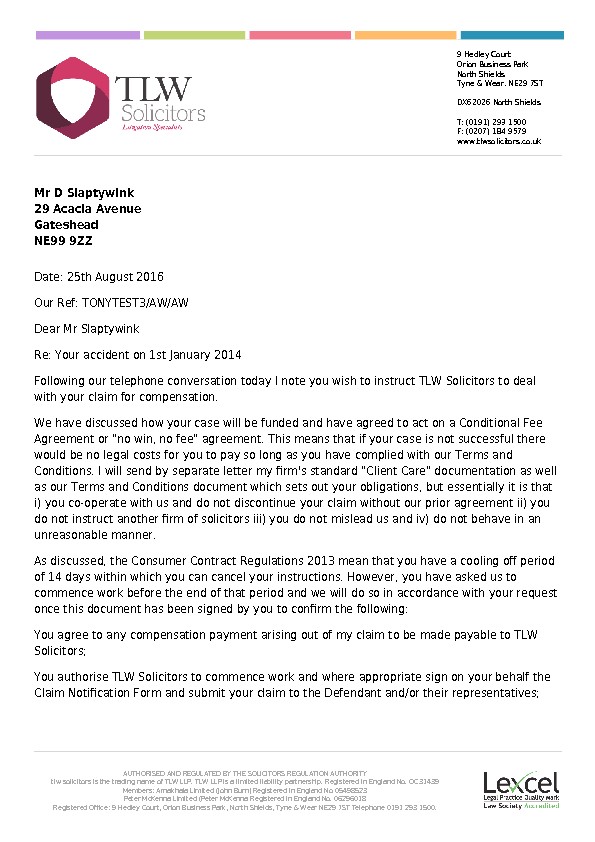 9 Hedley Court
Orion Business Park
North Shields
Tyne & Wear. NE29 7ST
DX62026 North Shields
T: (0191) 293 1500
F: (0207) 184 9579
www.tlwsolicitors.co.uk
TLW
Solicitors
Litigation Specialists
Mr D Slaptywink
29 Acacia Avenue
Gateshead
NE99 9ZZ
Date: 25th August 2016
Our Ref: TONYTEST3/AW/AW
Dear Mr Slaptywink
Re: Your accident on 1st January 2014
Following our telephone conversation today I note you wish to instruct TLW Solicitors to deal
with your claim for compensation.
We have discussed how your case will be funded and have agreed to act on a Conditional Fee
Agreement or "no win, no fee" agreement. This means that if your case is not successful there
would be no legal costs for you to pay so long as you have complied with our Terms and
Conditions. I will send by separate letter my firm's standard "Client Care" documentation as well
as our Terms and Conditions document which sets out your obligations, but essentially it is that
i) you co-operate with us and do not discontinue your claim without our prior agreement ii) you
do not instruct another firm of solicitors iii) you do not mislead us and iv) do not behave in an
unreasonable manner.
As discussed, the Consumer Contract Regulations 2013 mean that you have a cooling off period
of 14 days within which you can cancel your instructions. However, you have asked us to
commence work before the end of that period and we will do so in accordance with your request
once this document has been signed by you to confirm the following:
You agree to any compensation payment arising out of my claim to be made payable to TLW
Solicitors;
You authorise TLW Solicitors to commence work and where appropriate sign on your behalf the
Claim Notification Form and submit your claim to the Defendant and/or their representatives;
AUTHORISED AND REGULATED BY THE SOLICITORS REGULATION AUTHORITY
tlw solicitors is the trading name of TLW LLP. TLW LLP is a limited liability partnership. Registered in England No. OC31439
Members: Amakhala Limited (John Burn) Registered in England No 05498523
Peter McKenna Limited (Peter McKenna Registered in England No. 06296018
Registered Office: 9 Hedley Court, Orion Business Park, North Shields, Tyne & Wear NE29 7ST Telephone 0191 293 1500.
Lexcel
Legal Practice Quality Mark
Law Society Accredited